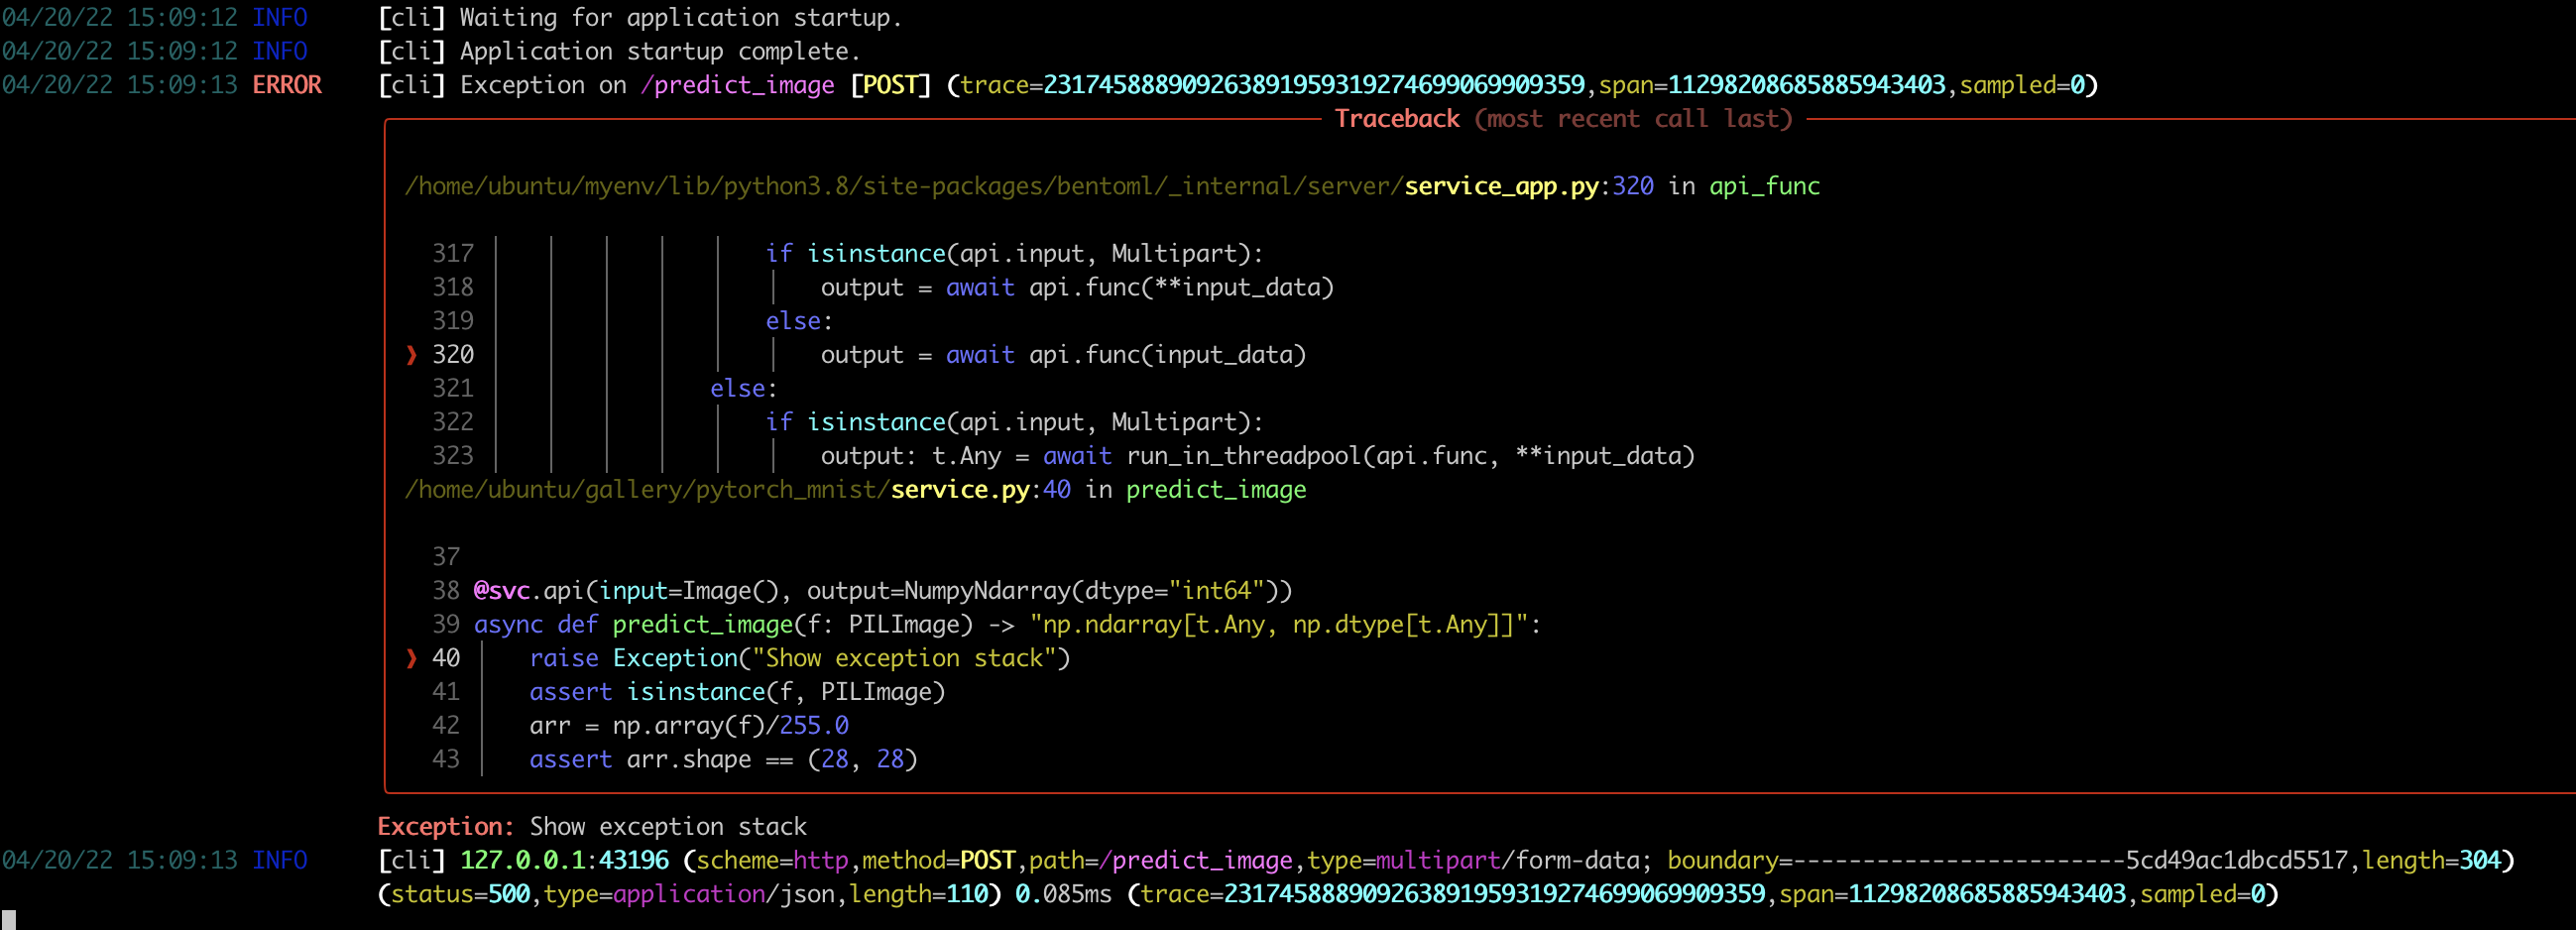 04/20/22 15:09:12 INFO     [cli] Waiting for application startup.
04/20/22 15:09:12 INFO     [cli] Application startup complete.
04/20/22 15:09:13 ERROR    [cli] Exception on /predict_image [POST] (trace=231745888909263891959319274699069909359,span=11298208685885943403,sampled=0)
Traceback (most recent call last)
/home/ubuntu/myenv/lib/python3.8/site-packages/bentoml/_internal/server/service_app.py:320 in api_func
317 if isinstance(api.input, Multipart):
318 output = await api.func(**input_data)
319 else:
❱ 320 output = await api.func(input_data)
321 else:
322 if isinstance(api.input, Multipart):
323 output: t.Any = await run_in_threadpool(api.func, **input_data)
/home/ubuntu/gallery/pytorch_mnist/service.py:40 in predict_image
37
38 @svc.api(input=Image(), output=NumpyNdarray(dtype="int64"))
39 async def predict_image(f: PILImage) -> "np.ndarray[t.Any, np.dtype[t.Any]]":
❱ 40 raise Exception("Show exception stack")
41 assert isinstance(f, PILImage)
42 arr = np.array(f)/255.0
43 assert arr.shape == (28, 28)
Exception: Show exception stack
04/20/22 15:09:13 INFO     [cli] 127.0.0.1:43196 (scheme=http,method=POST,path=/predict_image,type=multipart/form-data; boundary=------------------------5cd49ac1dbcd5517,length=304)
(status=500,type=application/json,length=110) 0.085ms (trace=231745888909263891959319274699069909359,span=11298208685885943403,sampled=0)